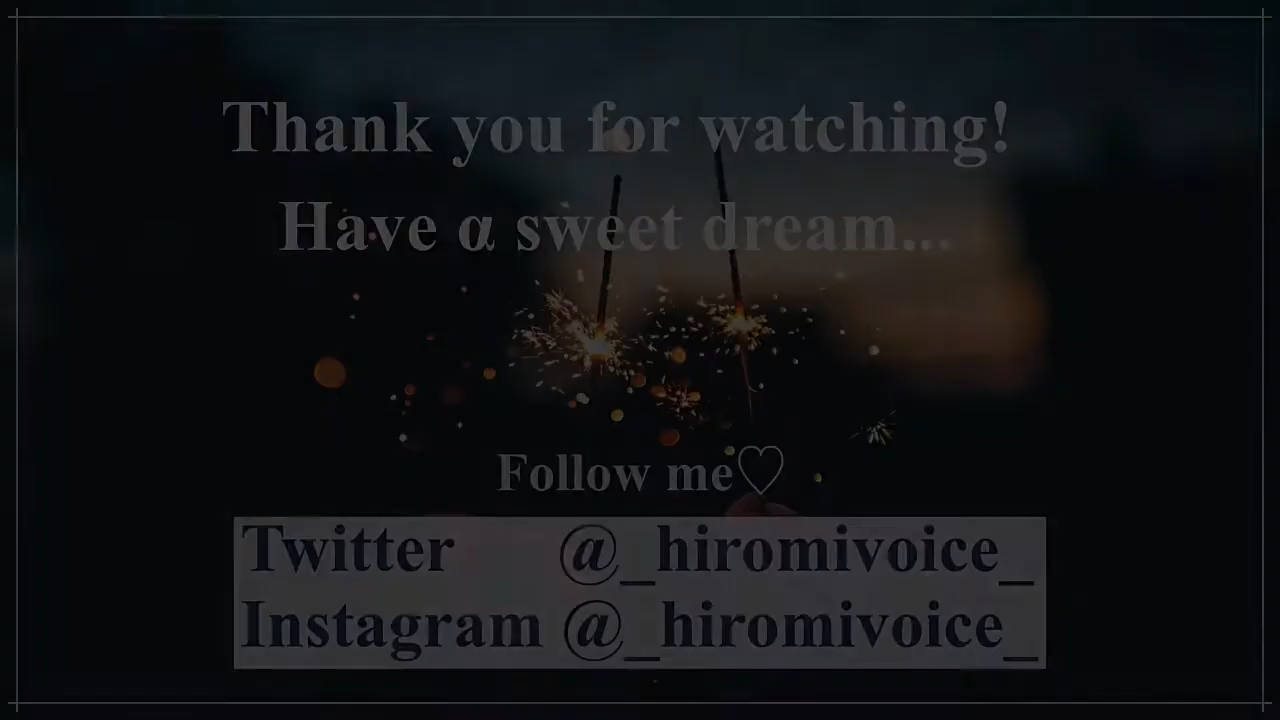 Thank you for watching!
Have α sweet dream...
Follow me♡
Twitter @_hiromivoice_
Instagram @_hiromivoice_